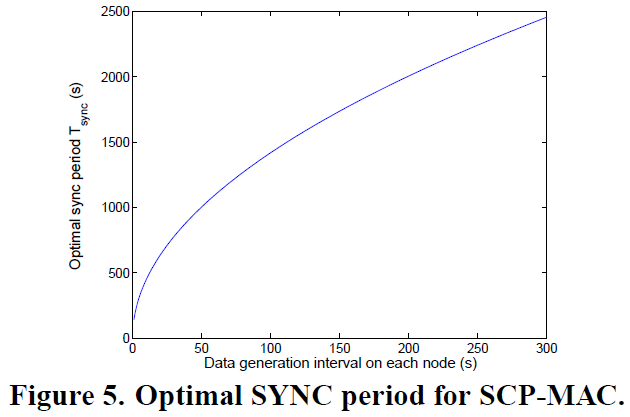 2500
2000
1500
1000
500
0
Optimal sync period Tsync (s)
0 50 100 150 200 250 300
Data generation interval on each node (s)
Figure 5. Optimal SYNC period for SCP-MAC.